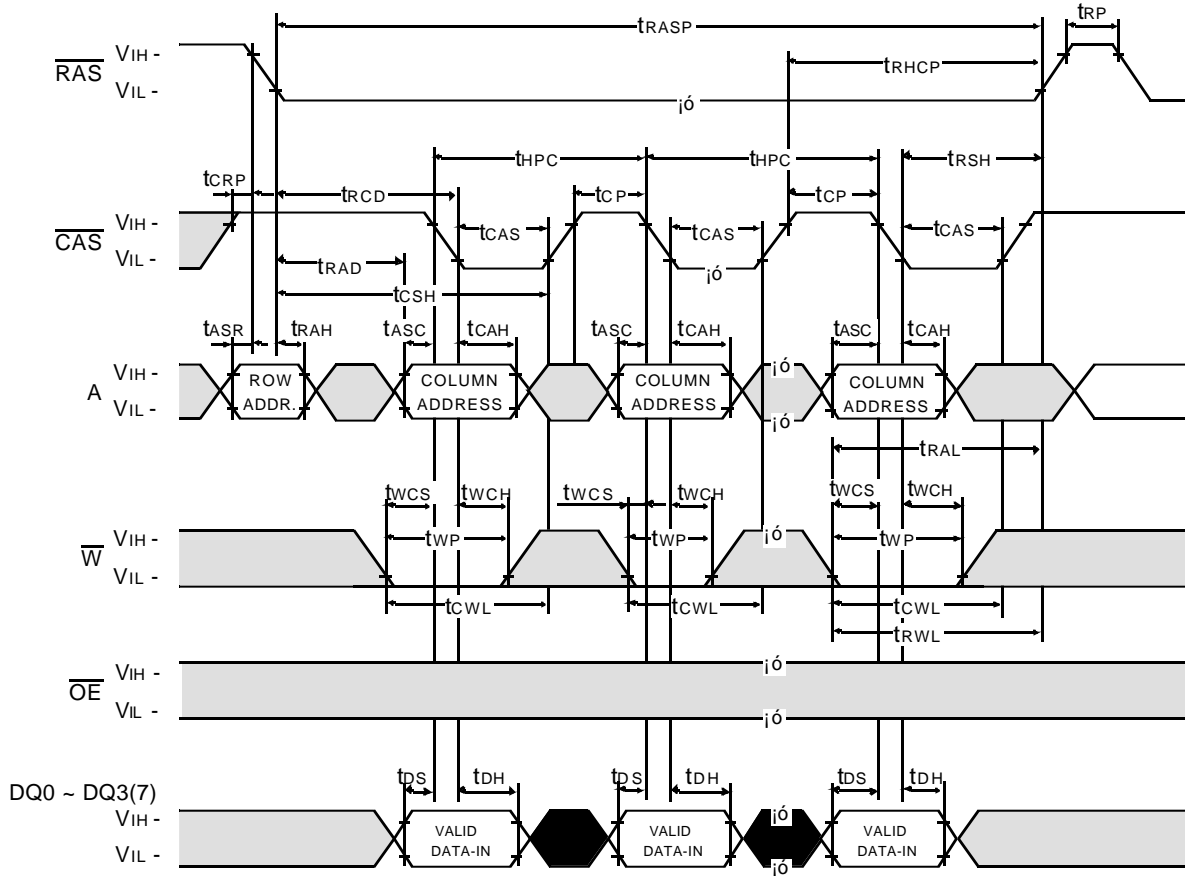 tRASP
tRP
RAS
VIH -
VIL -
tRHCP
¡ó
tHPC
tHPC
tRSH
tCRP
tRCD
tCP
tCP
CAS
VIH -
VIL -
tCAS
tCAS
tCAS
¡ó
tRAD
tCSH
tASR
tRAH
tASC
tCAH
tASC
tCAH
tASC
tCAH
A
VIH -
VIL -
ROW
ADDR.
COLUMN
ADDRESS
COLUMN
ADDRESS
¡ó
¡ó
COLUMN
ADDRESS
tRAL
tWCS
tWCH
tWCS
tWCH
tWCS
tWCH
W
VIH -
VIL -
tWP
tWP
¡ó
tWP
tCWL
tCWL
tCWL
tRWL
OE
VIH -
VIL -
¡ó
¡ó
tDS
tDH
tDS
tDH
tDS
tDH
DQ0 ~ DQ3(7)
VIH -
VIL -
VALID
DATA-IN
VALID
DATA-IN
¡ó
¡ó
VALID
DATA-IN